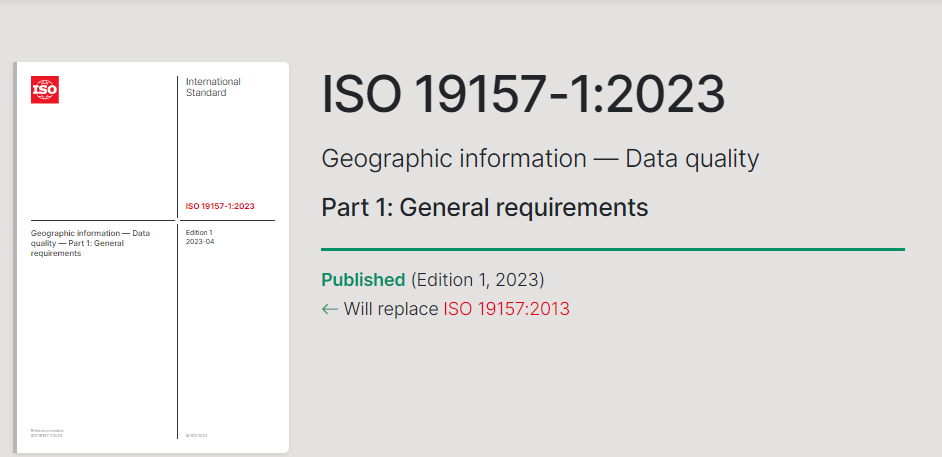 ISO
International
Standard
ISO 19157-1:2023
Geographic information — Data
quality — Part 1: General
requirements
Edition 1
2023-04
Reference number
ISO 19157-1:2023
© ISO 2023
ISO 19157-1:2023
Geographic information — Data quality
Part 1: General requirements
Published (Edition 1, 2023)
← Will replace ISO 19157:2013